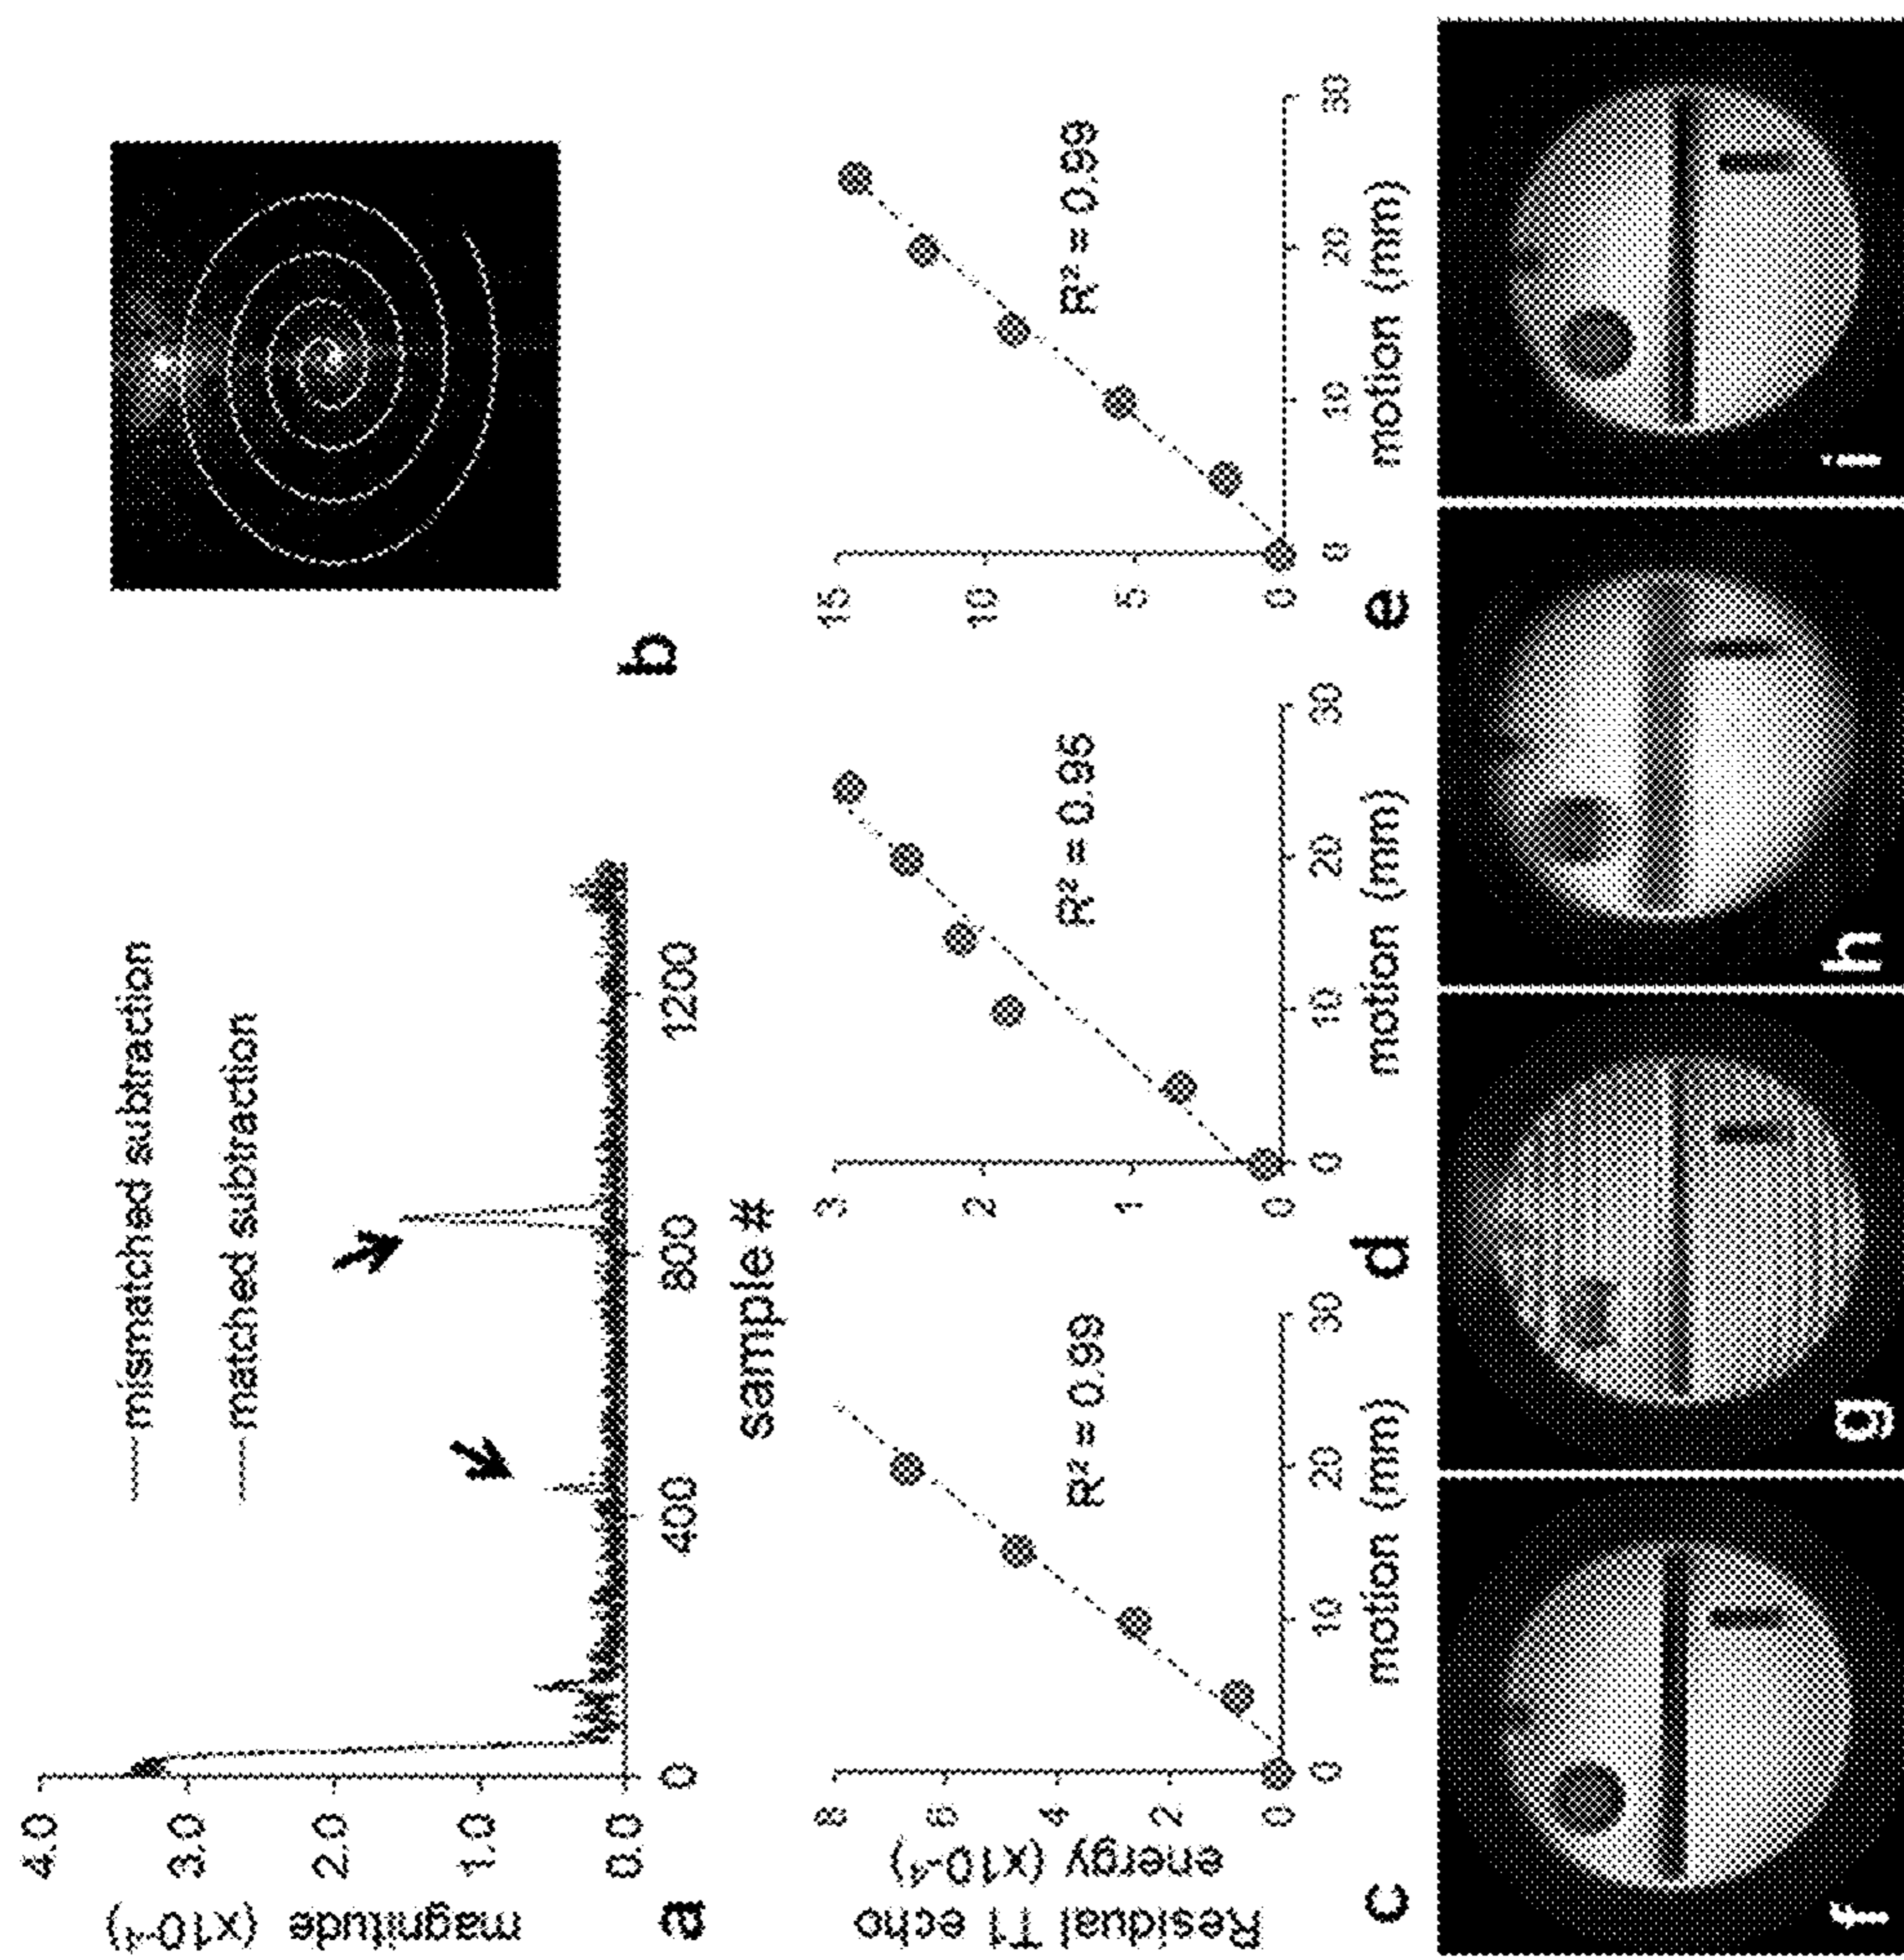 4.0
3.0
2.0
1.0
0.0
magnitude
(x10⁻⁴)
mismatched subtraction
matched subtraction
0
400
800
1200
sample #
a
b
Residual T1 echo
energy (x10⁻⁴)
8
6
4
2
0
R² = 0.99
0
10
20
30
motion (mm)
c
3
2
1
0
R² = 0.95
0
10
20
30
motion (mm)
d
15
10
5
0
R² = 0.99
0
10
20
30
motion (mm)
e
f
g
h
i